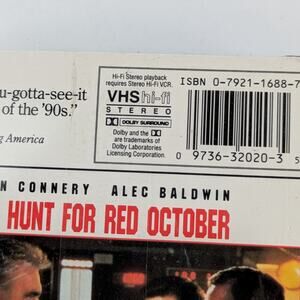 u-gotta-see-it
of the '90s."
ng America
Hi-Fi Stereo playback
requires Stereo Hi-Fi VCR.
VHS hi-fi
STEREO
DOLBY SURROUND
Dolby and the
are trademarks of
Dolby Laboratories
Licensing Corporation.
ISBN 0-7921-1688-7
0 9736-32020-3 5
N CONNERY ALEC BALDWIN
HUNT FOR RED OCTOBER